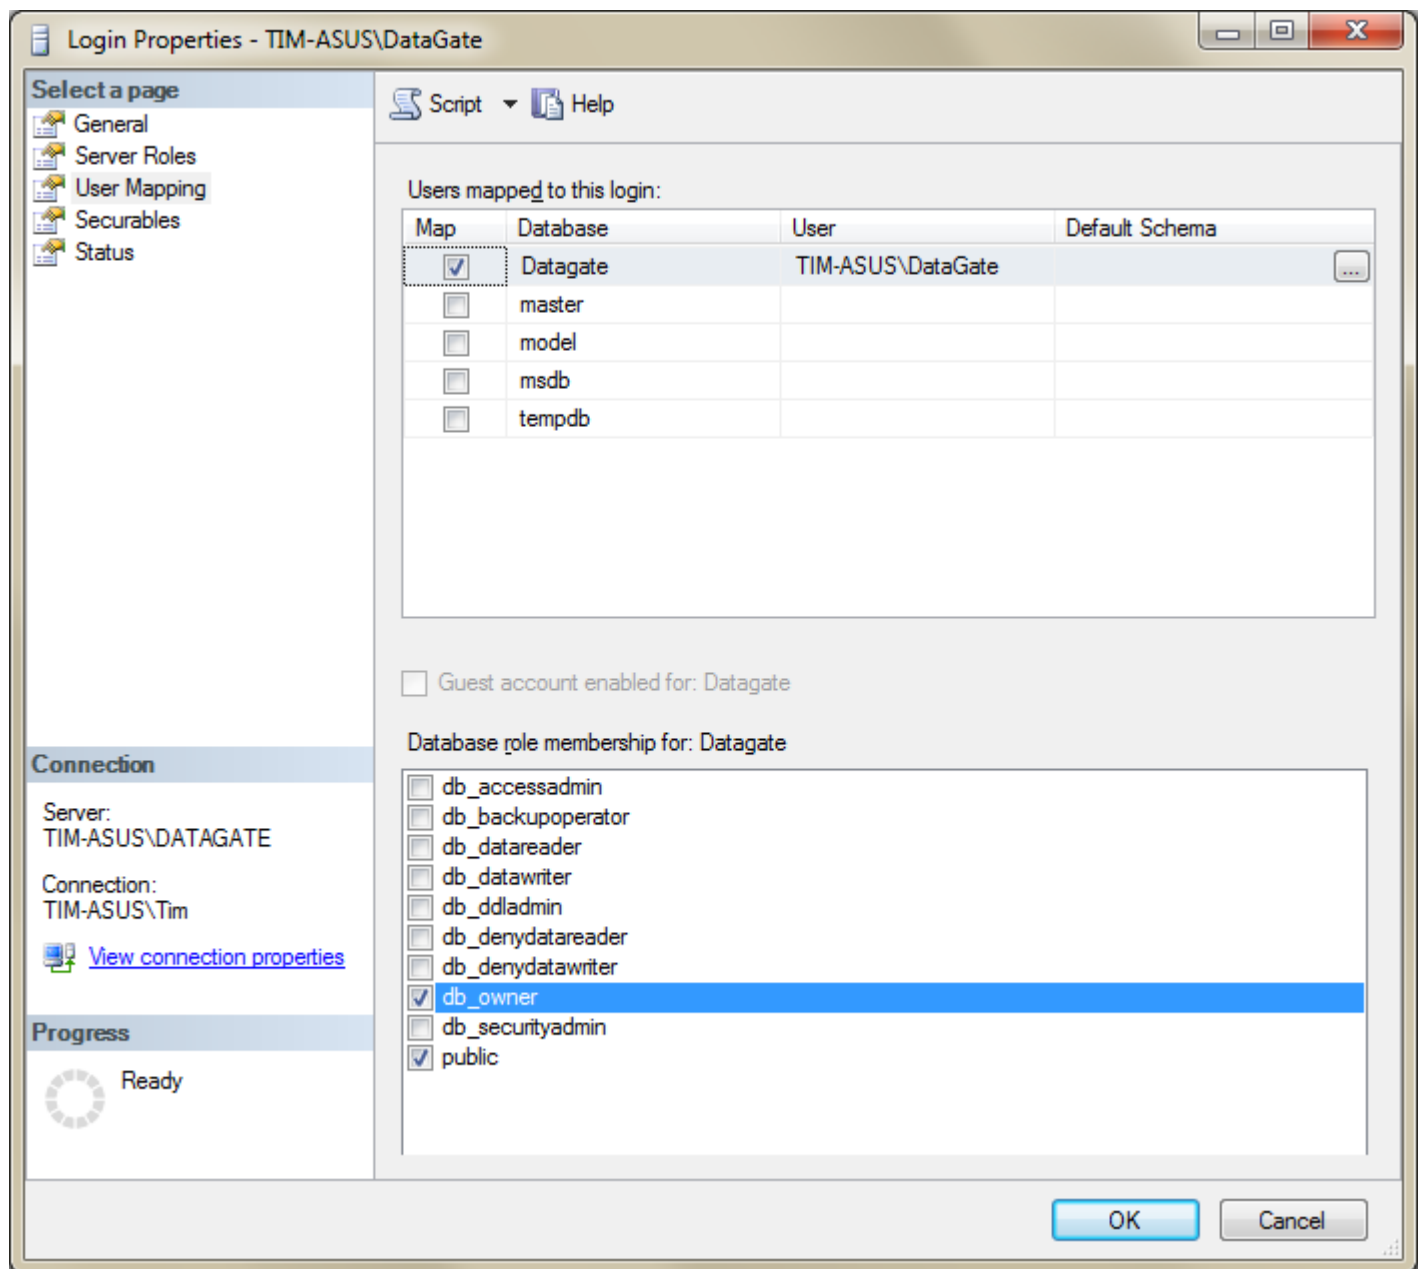 Login Properties - TIM-ASUS\DataGate
Select a page
General
Server Roles
User Mapping
Securables
Status
Script
Help
Users mapped to this login:
Map Database User Default Schema
Datagate TIM-ASUS\DataGate ...
master
model
msdb
tempdb
Guest account enabled for: Datagate
Database role membership for: Datagate
db_accessadmin
db_backupoperator
db_datareader
db_datawriter
db_ddladmin
db_denydatareader
db_denydatawriter
db_owner
db_securityadmin
public
Connection
Server:
TIM-ASUS\DATAGATE
Connection:
TIM-ASUS\Tim
View connection properties
Progress
Ready
OK
Cancel